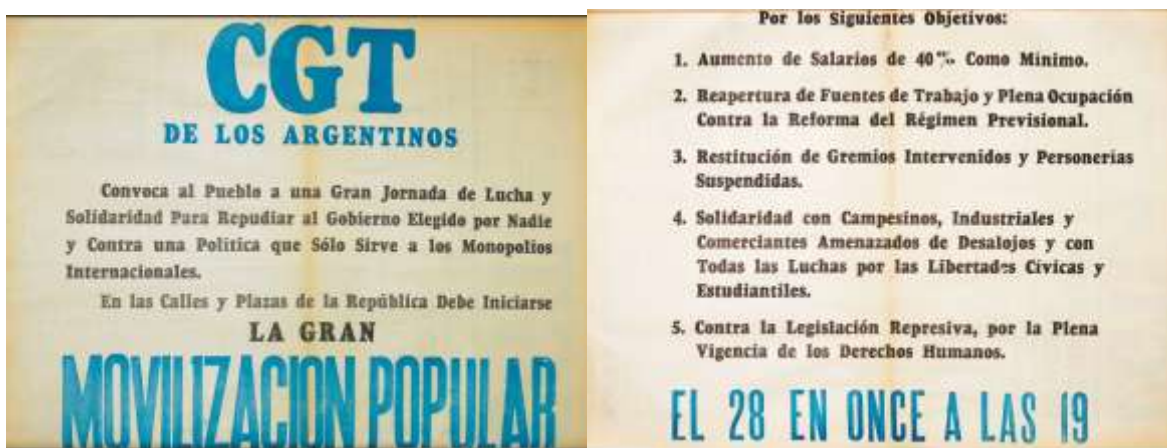 CGT
DE LOS ARGENTINOS
Convoca al Pueblo a una Gran Jornada de Lucha y
Solidaridad Para Repudiar al Gobierno Elegido por Nadie
y Contra una Política que Sólo Sirve a los Monopolios
Internacionales.
En las Calles y Plazas de la República Debe Iniciarse
LA GRAN
MOVILIZACION POPULAR
Por los Siguientes Objetivos:
1. Aumento de Salarios de 40% Como Mínimo.
2. Reapertura de Fuentes de Trabajo y Plena Ocupación
Contra la Reforma del Régimen Previsional.
3. Restitución de Gremios Intervenidos y Personerías
Suspendidas.
4. Solidaridad con Campesinos, Industriales y
Comerciantes Amenazados de Desalojos y con
Todas las Luchas por las Libertades Cívicas y
Estudiantiles.
5. Contra la Legislación Represiva, por la Plena
Vigencia de los Derechos Humanos.
EL 28 EN ONCE A LAS 19